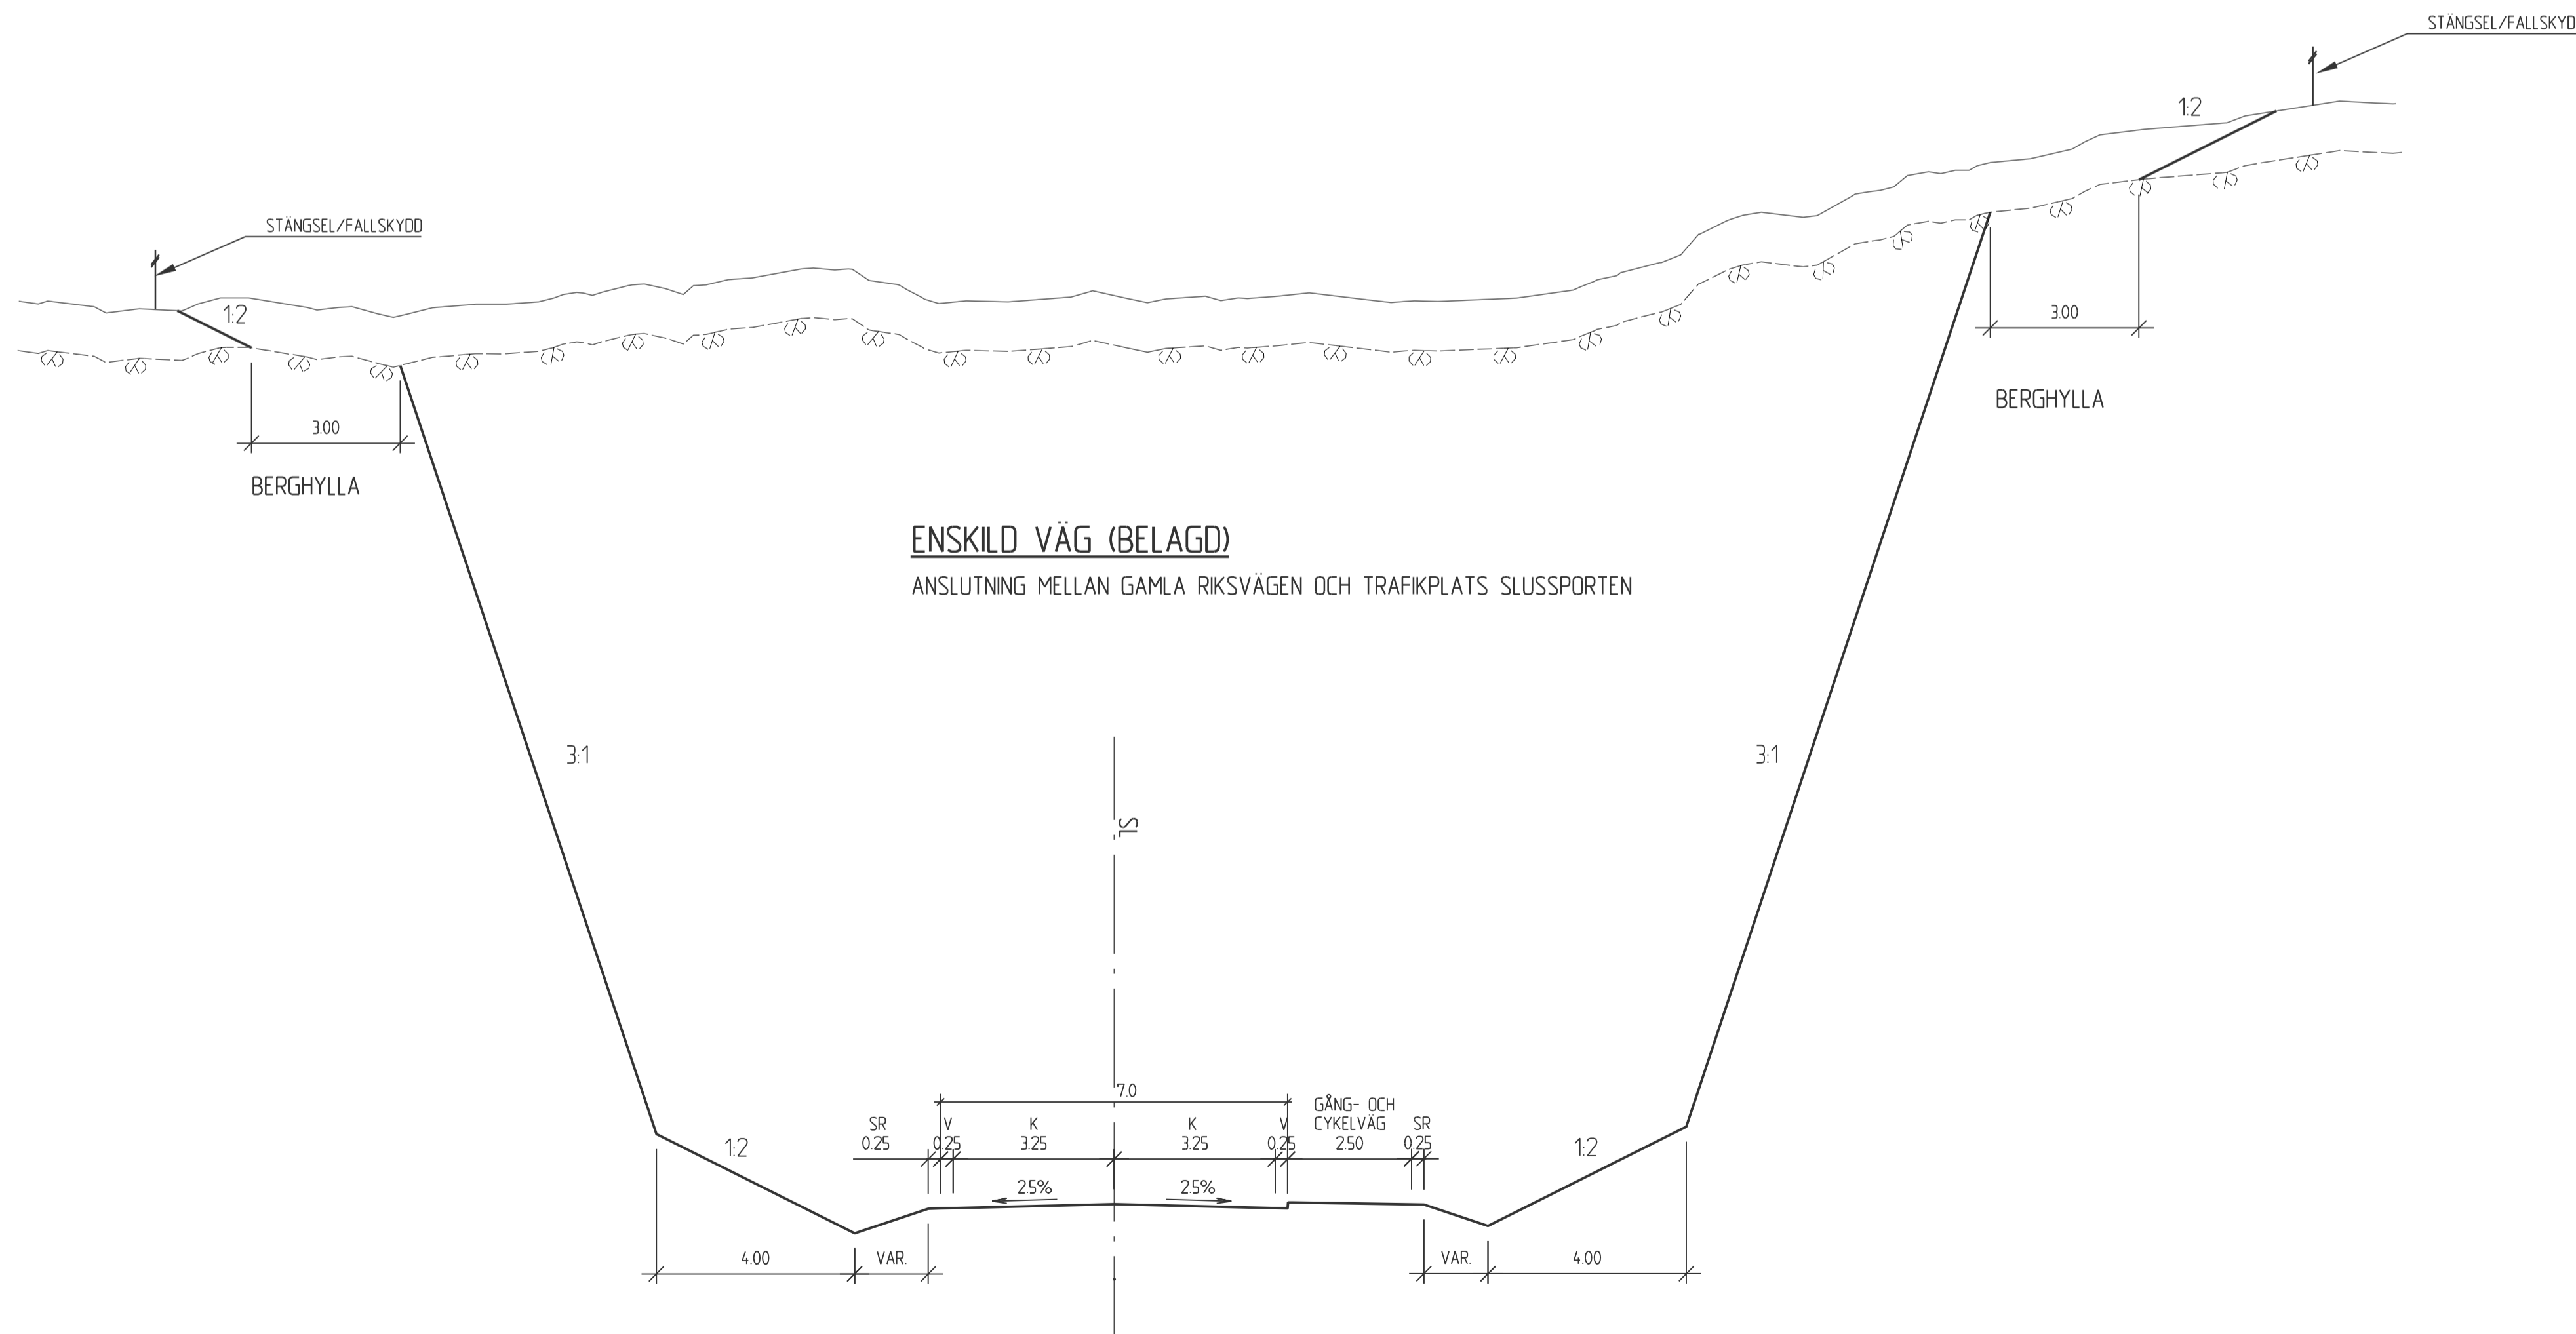 STÄNGSEL/FALLSKYD
1:2
STÄNGSEL/FALLSKYDD
1:2
3.00
3.00
BERGHYLLA
BERGHYLLA
ENSKILD VÄG (BELAGD)
ANSLUTNING MELLAN GAMLA RIKSVÄGEN OCH TRAFIKPLATS SLUSSPORTEN
3:1
3:1
SL
7.0
GÅNG- OCH
SR V K K V CYKELVÄG SR
0.25 0.25 3.25 3.25 0.25 2.50 0.25
1:2
1:2
2.5% 2.5%
4.00 VAR. VAR. 4.00